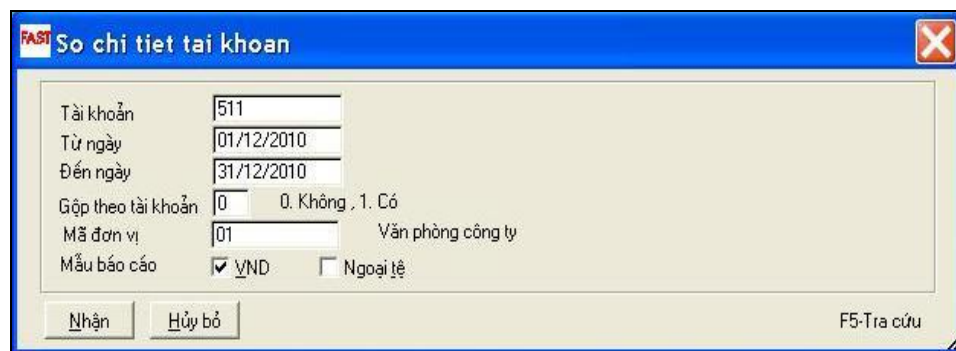 FAST So chi tiet tai khoan
Tài khoản 511
Từ ngày 01/12/2010
Đến ngày 31/12/2010
Gộp theo tài khoản 0 0. Không , 1. Có
Mã đơn vị 01 Văn phòng công ty
Mẫu báo cáo VND Ngoại tệ
Nhận Hủy bỏ F5-Tra cứu